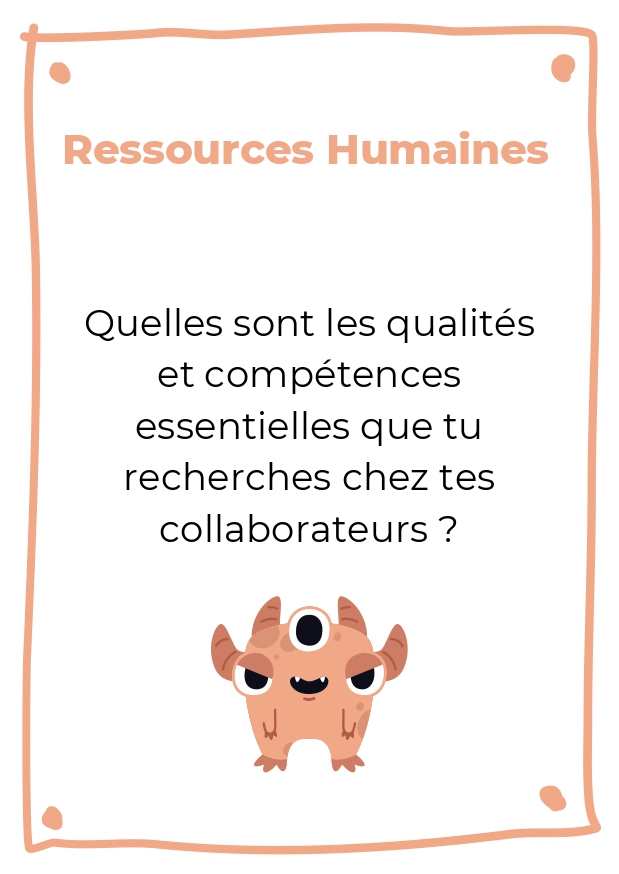 Ressources Humaines
Quelles sont les qualités
et compétences
essentielles que tu
recherches chez tes
collaborateurs ?